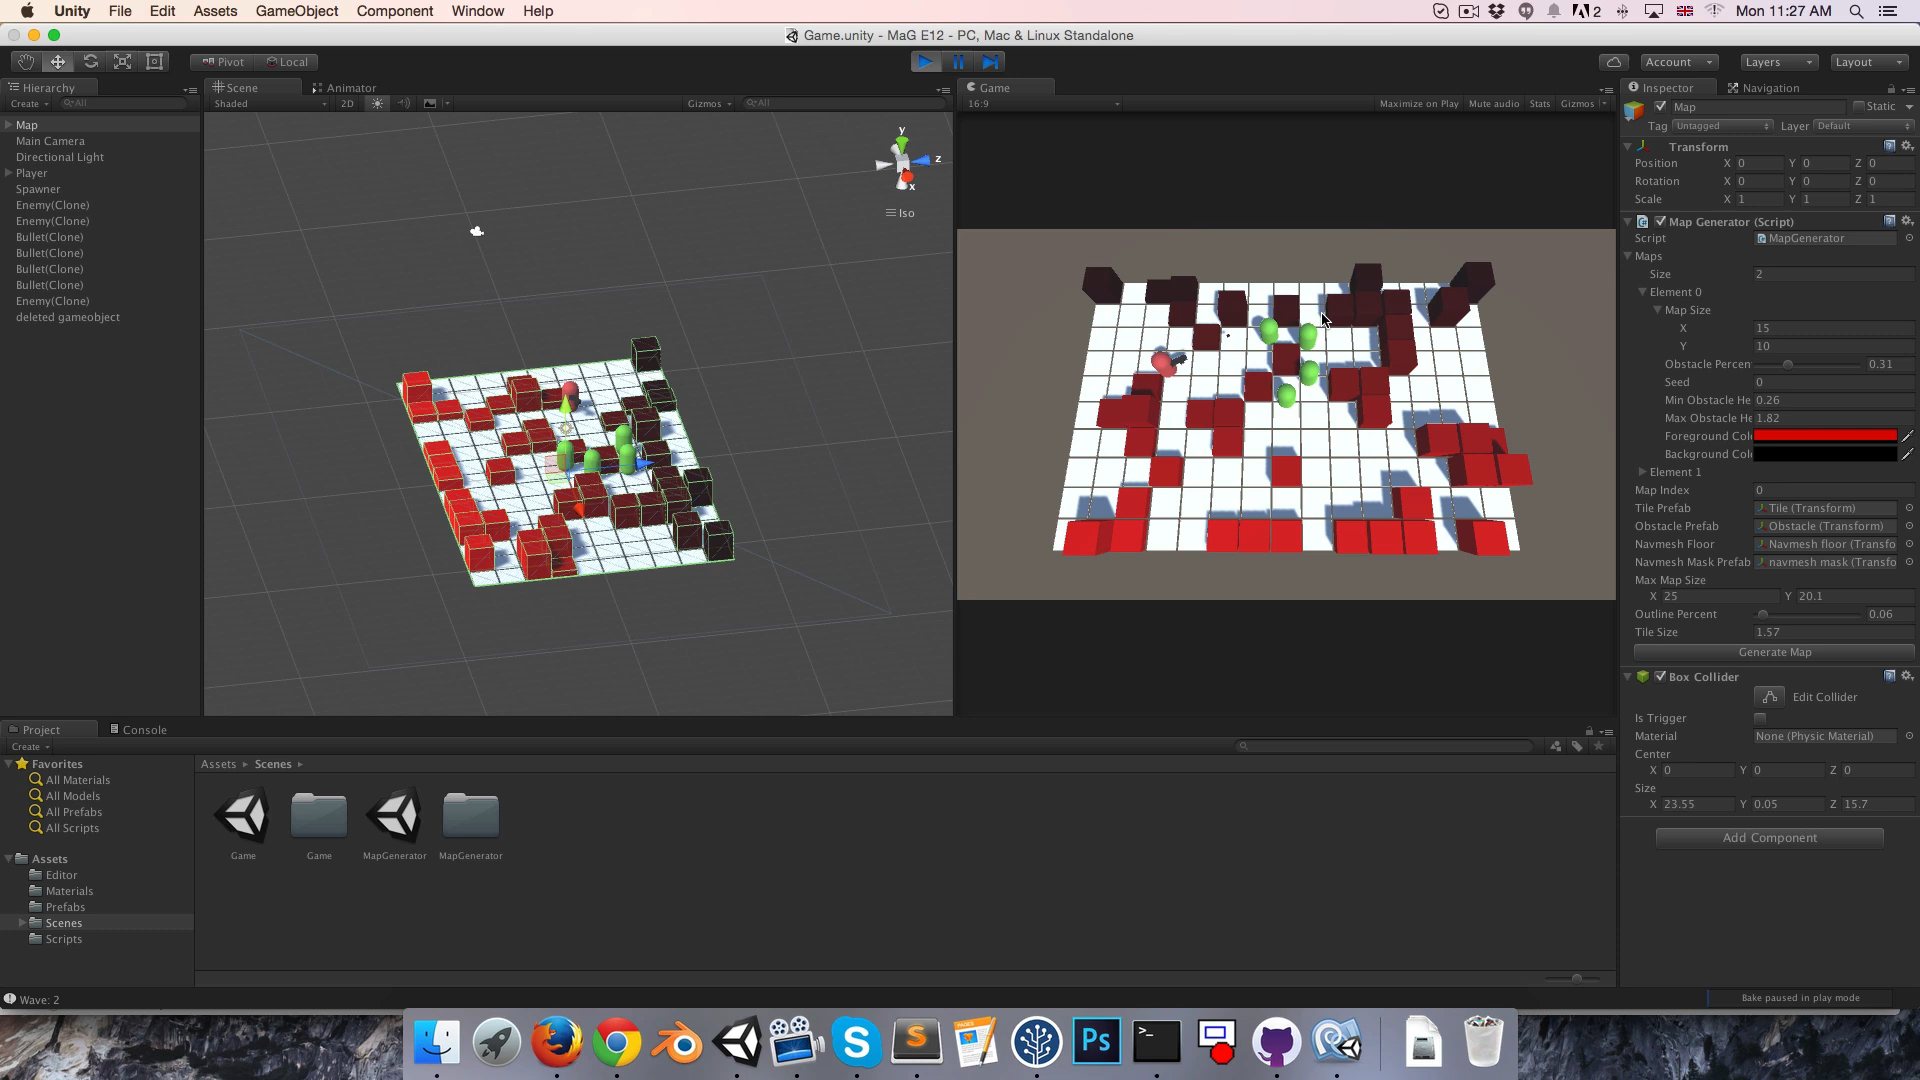 Unity File Edit Assets GameObject Component Window Help 2 Mon 11:27 AM
Game.unity - MaG E12 - PC, Mac & Linux Standalone
Pivot Local Account Layers Layout
Hierarchy
Create All
Map
Main Camera
Directional Light
Player
Spawner
Enemy(Clone)
Enemy(Clone)
Bullet(Clone)
Bullet(Clone)
Bullet(Clone)
Bullet(Clone)
Enemy(Clone)
deleted gameobject
Scene Animator
Shaded 2D Gizmos All
y
z
x
Iso
Game
16:9 Maximize on Play Mute audio Stats Gizmos
Inspector Navigation
Map Static
Tag Untagged Layer Default
Transform
Position X 0 Y 0 Z 0
Rotation X 0 Y 0 Z 0
Scale X 1 Y 1 Z 1
Map Generator (Script)
Script MapGenerator
Maps
Size 2
Element 0
Map Size
X 15
Y 10
Obstacle Percen 0.31
Seed 0
Min Obstacle He 0.26
Max Obstacle He 1.82
Foreground Col
Background Col
Element 1
Map Index 0
Tile Prefab Tile (Transform)
Obstacle Prefab Obstacle (Transform)
Navmesh Floor Navmesh floor (Transfo
Navmesh Mask Prefab navmesh mask (Transfo
Max Map Size
X 25 Y 20.1
Outline Percent 0.06
Tile Size 1.57
Generate Map
Box Collider
Edit Collider
Is Trigger
Material None (Physic Material)
Center
X 0 Y 0 Z 0
Size
X 23.55 Y 0.05 Z 15.7
Add Component
Project Console
Create
Favorites
All Materials
All Models
All Prefabs
All Scripts
Assets
Editor
Materials
Prefabs
Scenes
Scripts
Assets Scenes
Game Game MapGenerator MapGenerator
Wave: 2
Bake paused in play mode
PAGES
Ps